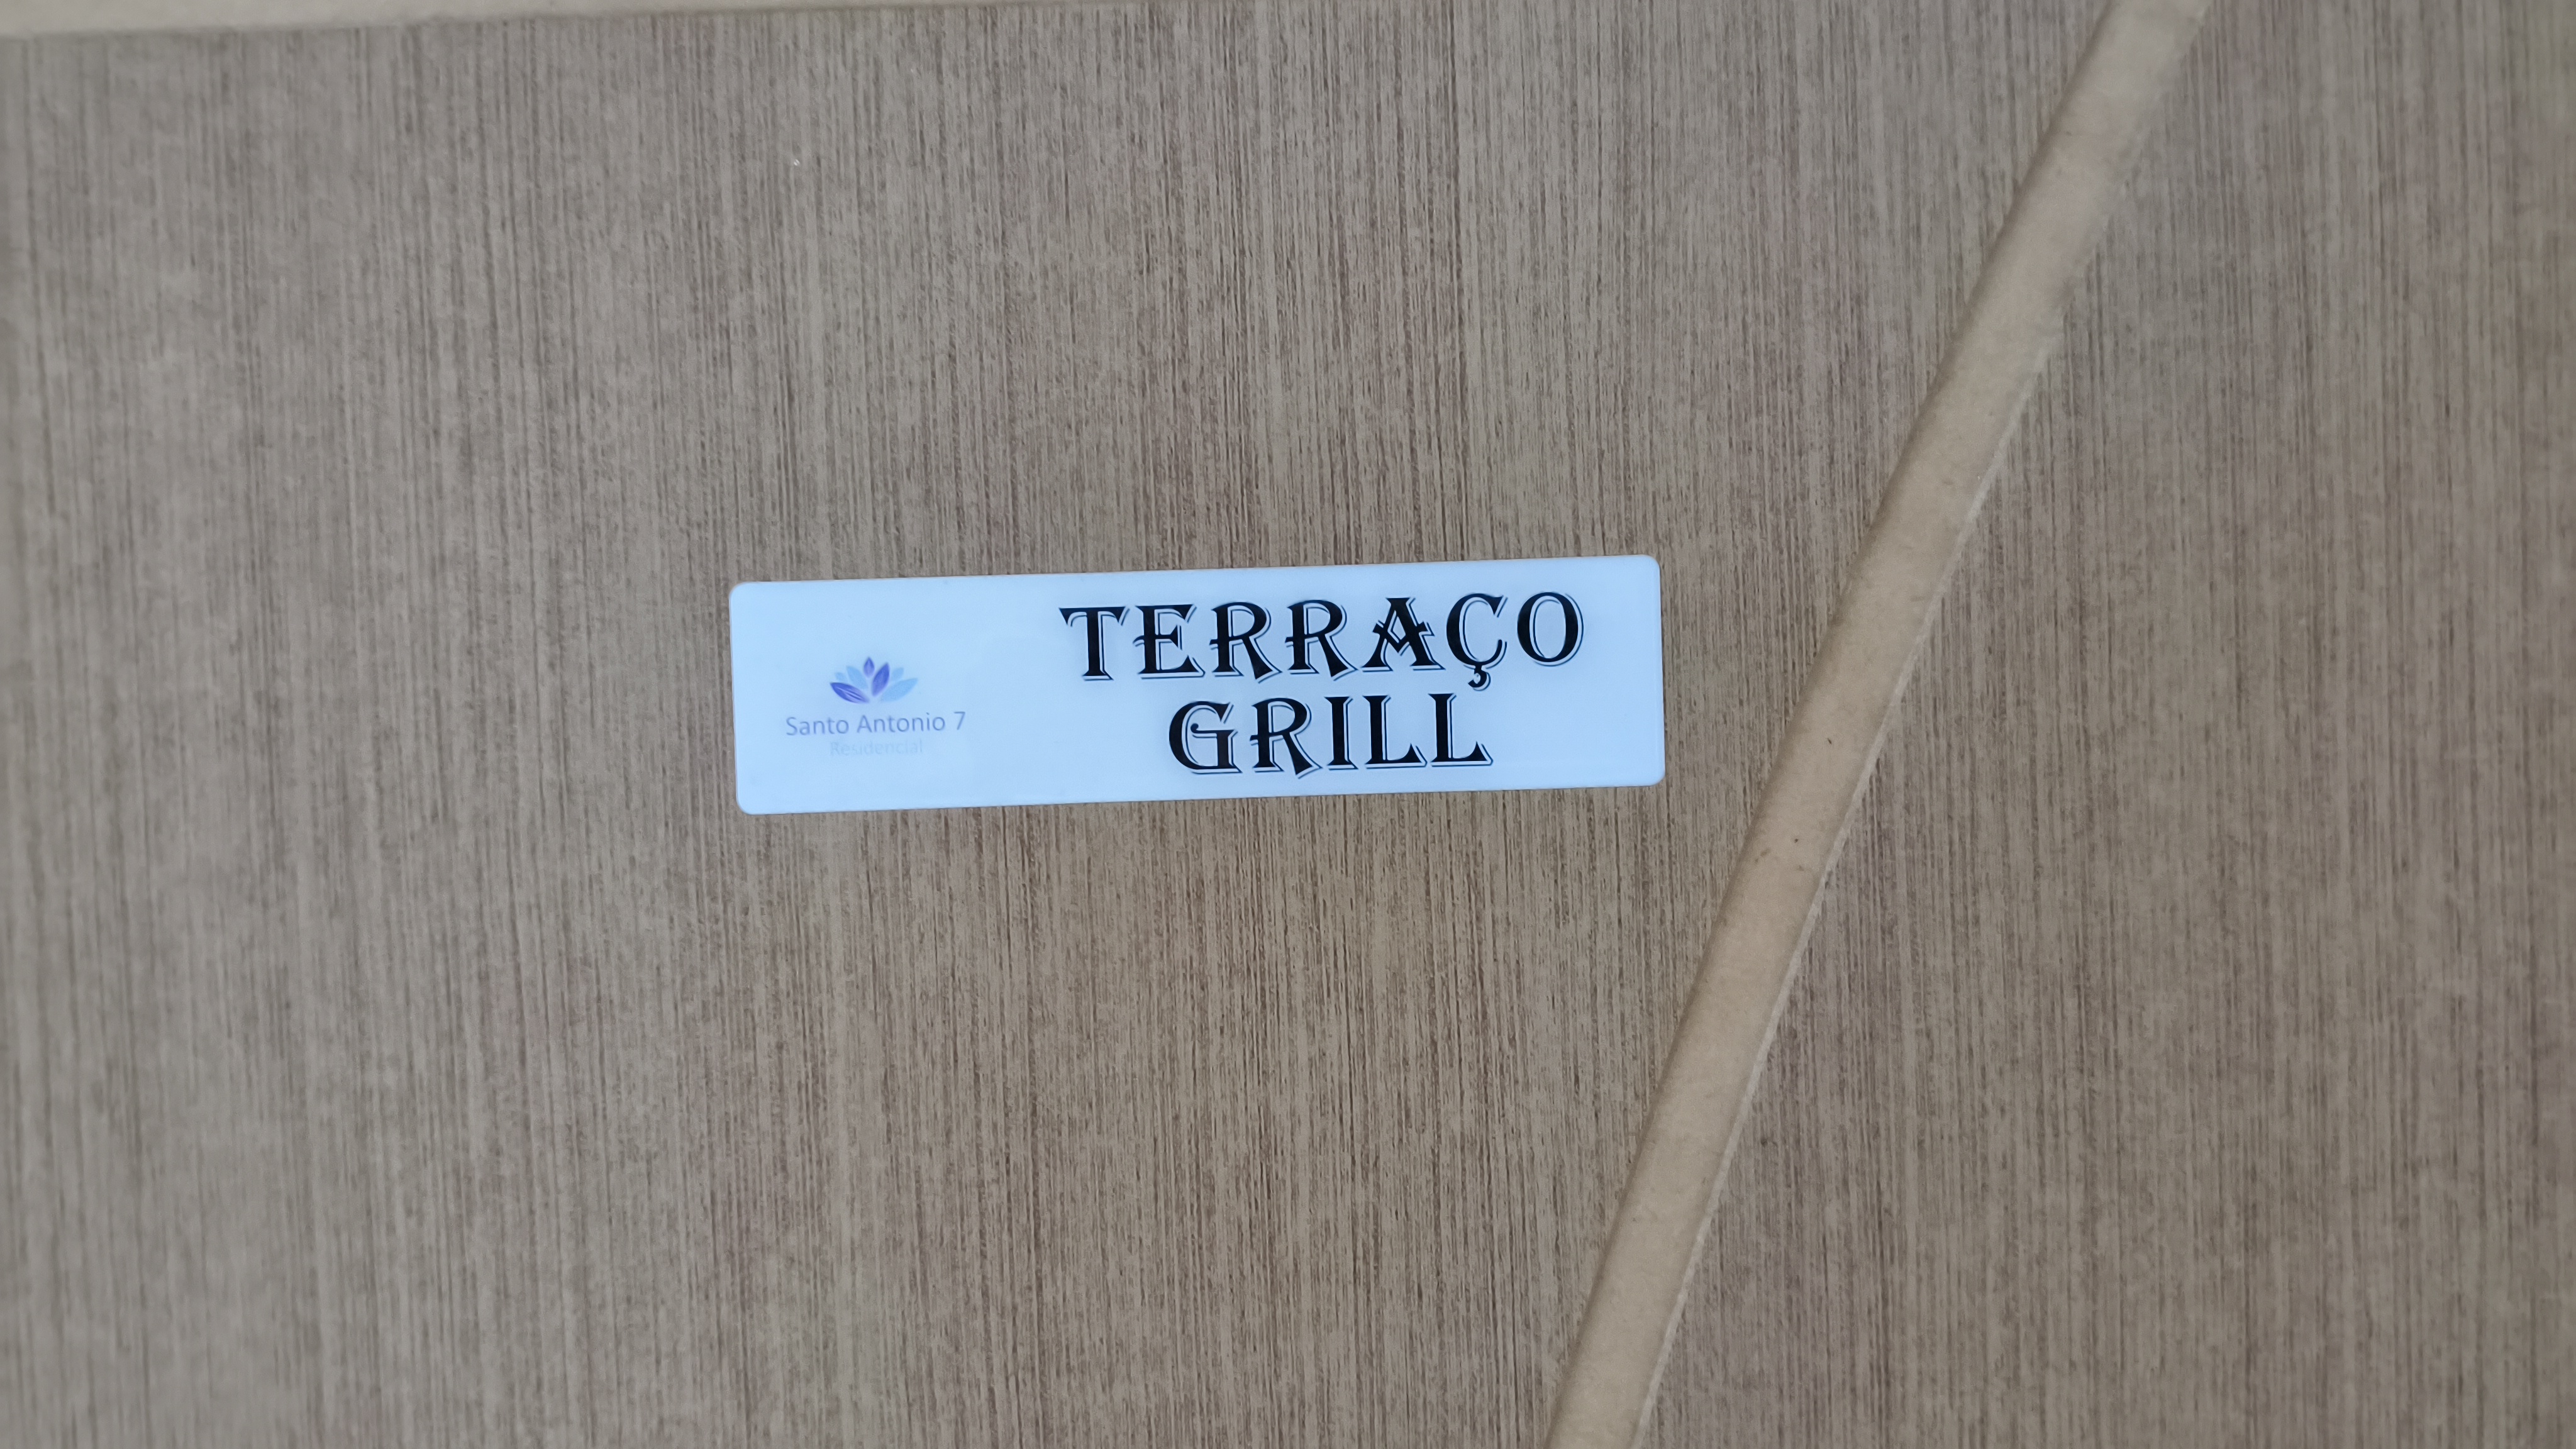 TERRAÇO
GRILL
Santo Antonio 7
Residencial